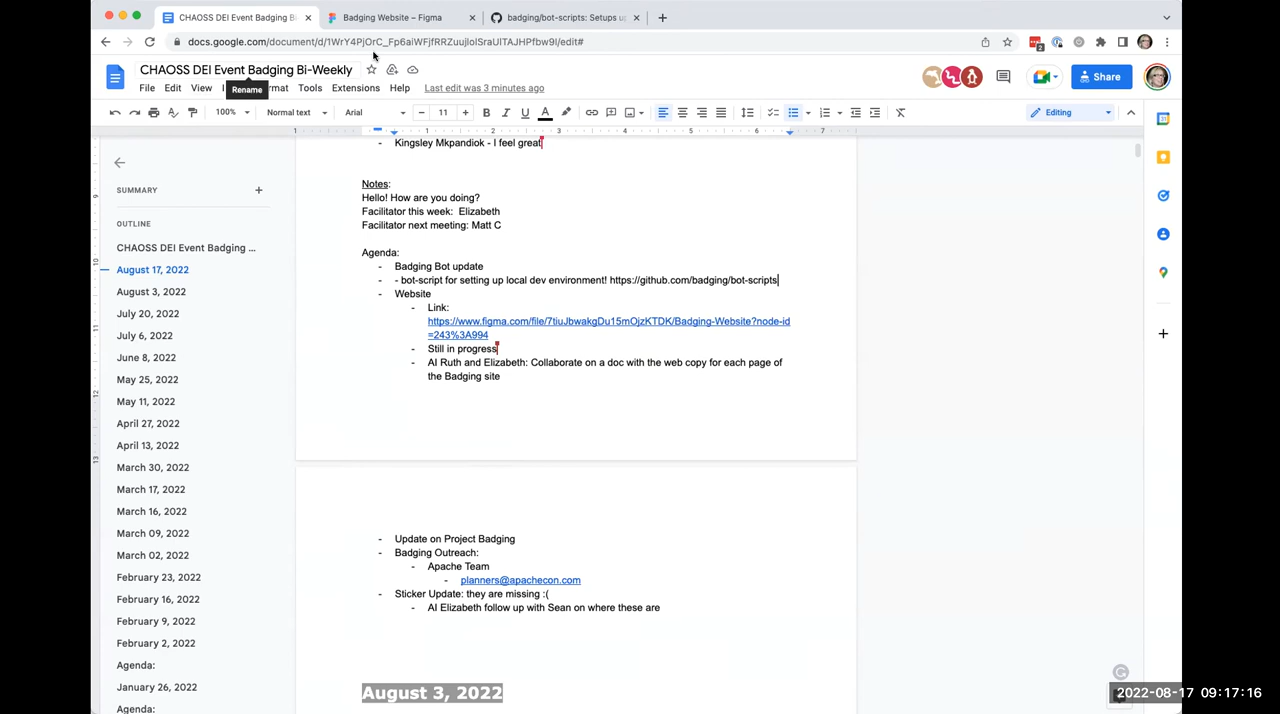 CHAOSS DEI Event Badging Bi
Badging Website – Figma
badging/bot-scripts: Setups u
docs.google.com/document/d/1WrY4PjOrC_Fp6aiWFjfRRZuujlolSraUlTAJHPfbw9I/edit#
2
CHAOSS DEI Event Badging Bi-Weekly
Rename
File Edit View I rmat Tools Extensions Help Last edit was 3 minutes ago
Share
100% Normal text Arial 11 Editing
1 1 2 3 4 5 6 7
SUMMARY
OUTLINE
CHAOSS DEI Event Badging ...
August 17, 2022
August 3, 2022
July 20, 2022
July 6, 2022
June 8, 2022
May 25, 2022
May 11, 2022
April 27, 2022
April 13, 2022
March 30, 2022
March 17, 2022
March 16, 2022
March 09, 2022
March 02, 2022
February 23, 2022
February 16, 2022
February 9, 2022
February 2, 2022
Agenda:
January 26, 2022
Agenda:
- Kingsley Mkpandiok - I feel great
Notes:
Hello! How are you doing?
Facilitator this week:  Elizabeth
Facilitator next meeting: Matt C
Agenda:
- Badging Bot update
- - bot-script for setting up local dev environment! https://github.com/badging/bot-scripts
- Website
- Link:
https://www.figma.com/file/7tiuJbwakgDu15mOjzKTDK/Badging-Website?node-id
=243%3A994
- Still in progress
- AI Ruth and Elizabeth: Collaborate on a doc with the web copy for each page of
the Badging site
- Update on Project Badging
- Badging Outreach:
- Apache Team
- planners@apachecon.com
- Sticker Update: they are missing :(
- AI Elizabeth follow up with Sean on where these are
August 3, 2022
2022-08-17 09:17:16